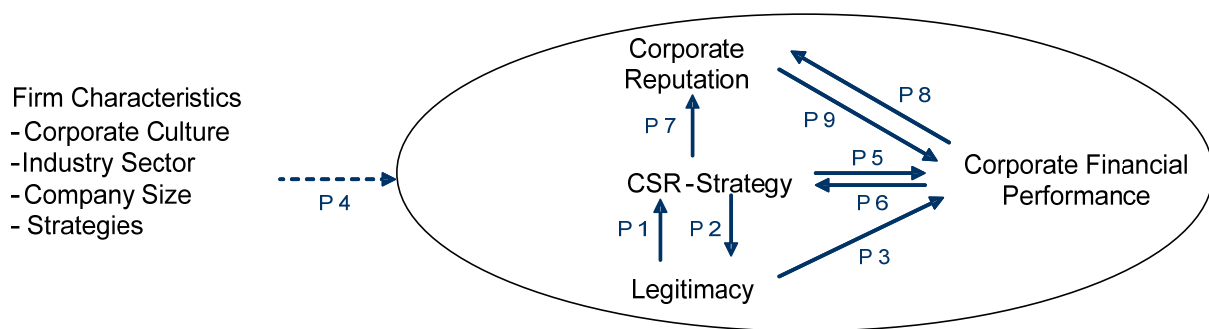 Firm Characteristics
-Corporate Culture
-Industry Sector
-Company Size
- Strategies
P 4
Corporate
Reputation
P 8
P 9
P 7
P 5
CSR-Strategy
P 6
Corporate Financial
Performance
P 1
P 2
P 3
Legitimacy